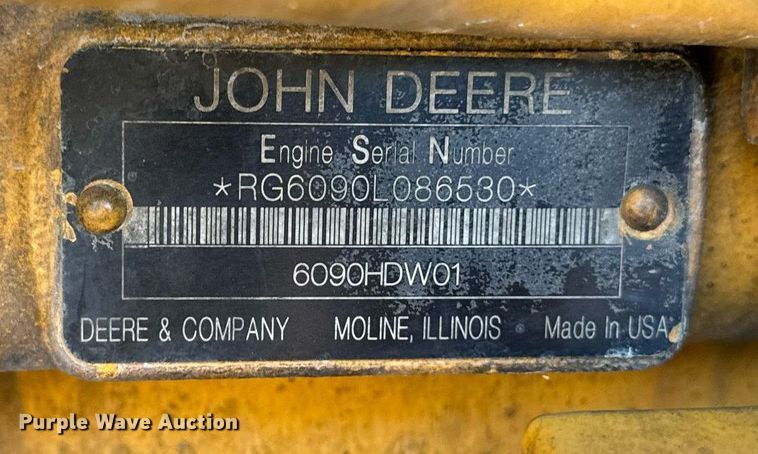 JOHN DEERE
Engine Serial Number
*RG6090L086530*
6090HDW01
DEERE & COMPANY MOLINE, ILLINOIS Made In USA
Purple Wave Auction